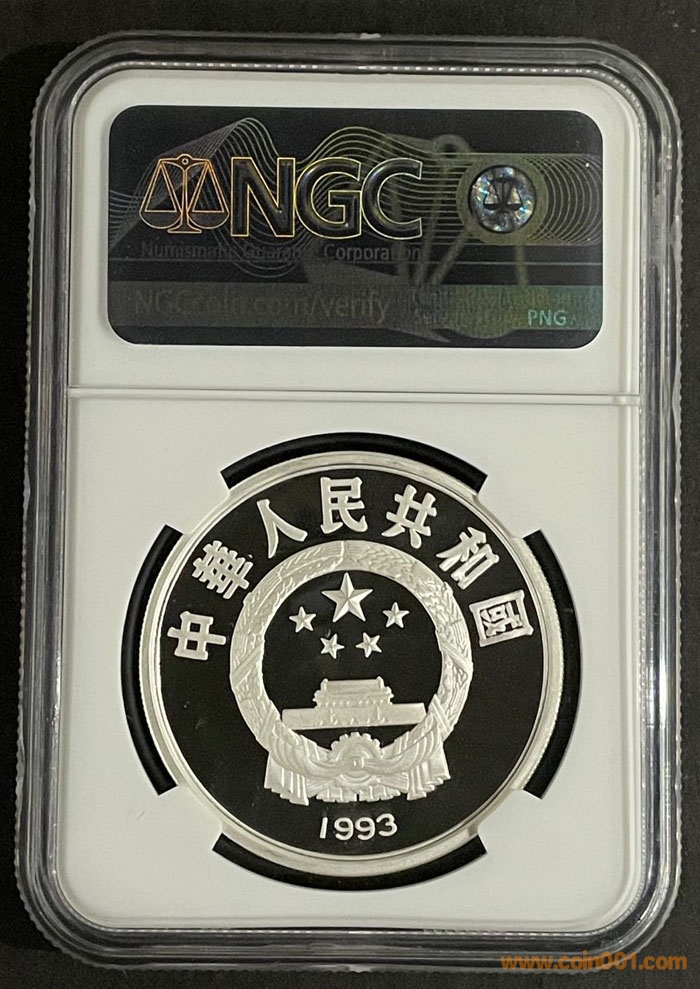 NGC
Numismatic Guaranty Corporation
NGCcoin.com/verify
PNG
中華人民共和國
1993
www.coin001.com